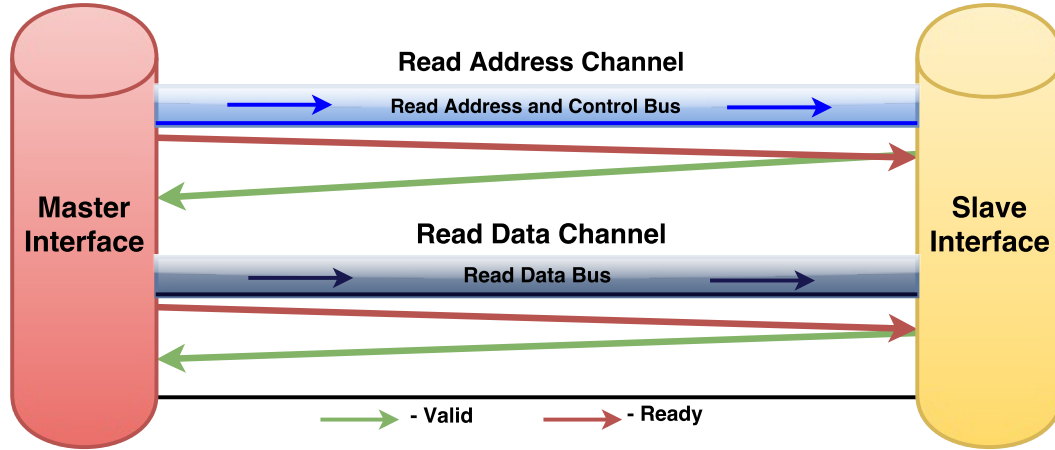 Read Address Channel
Read Address and Control Bus
Master
Interface
Slave
Interface
Read Data Channel
Read Data Bus
- Valid
- Ready